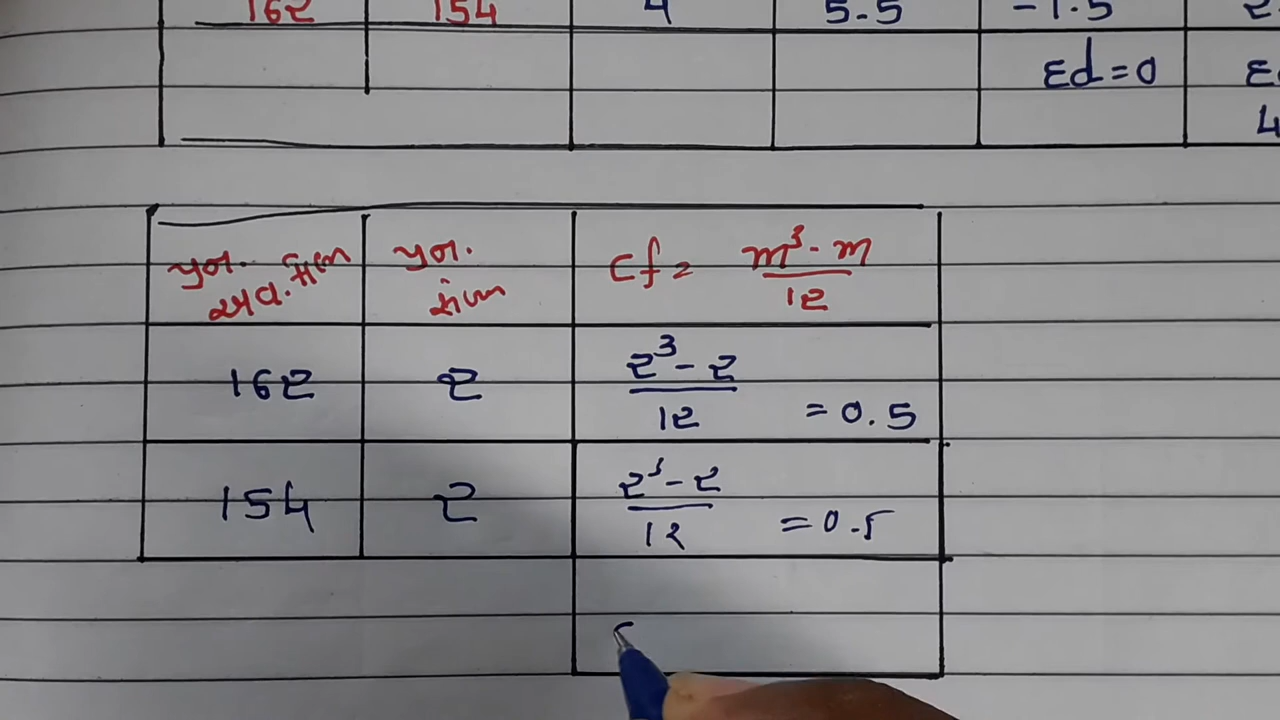 162 154 4 5.5 -1.5
Σd=0
4
પુન. પુન. Cf = m³ - m / 12
162 2 2³ - 2 / 12 = 0.5
154 2 2³ - 2 / 12 = 0.5